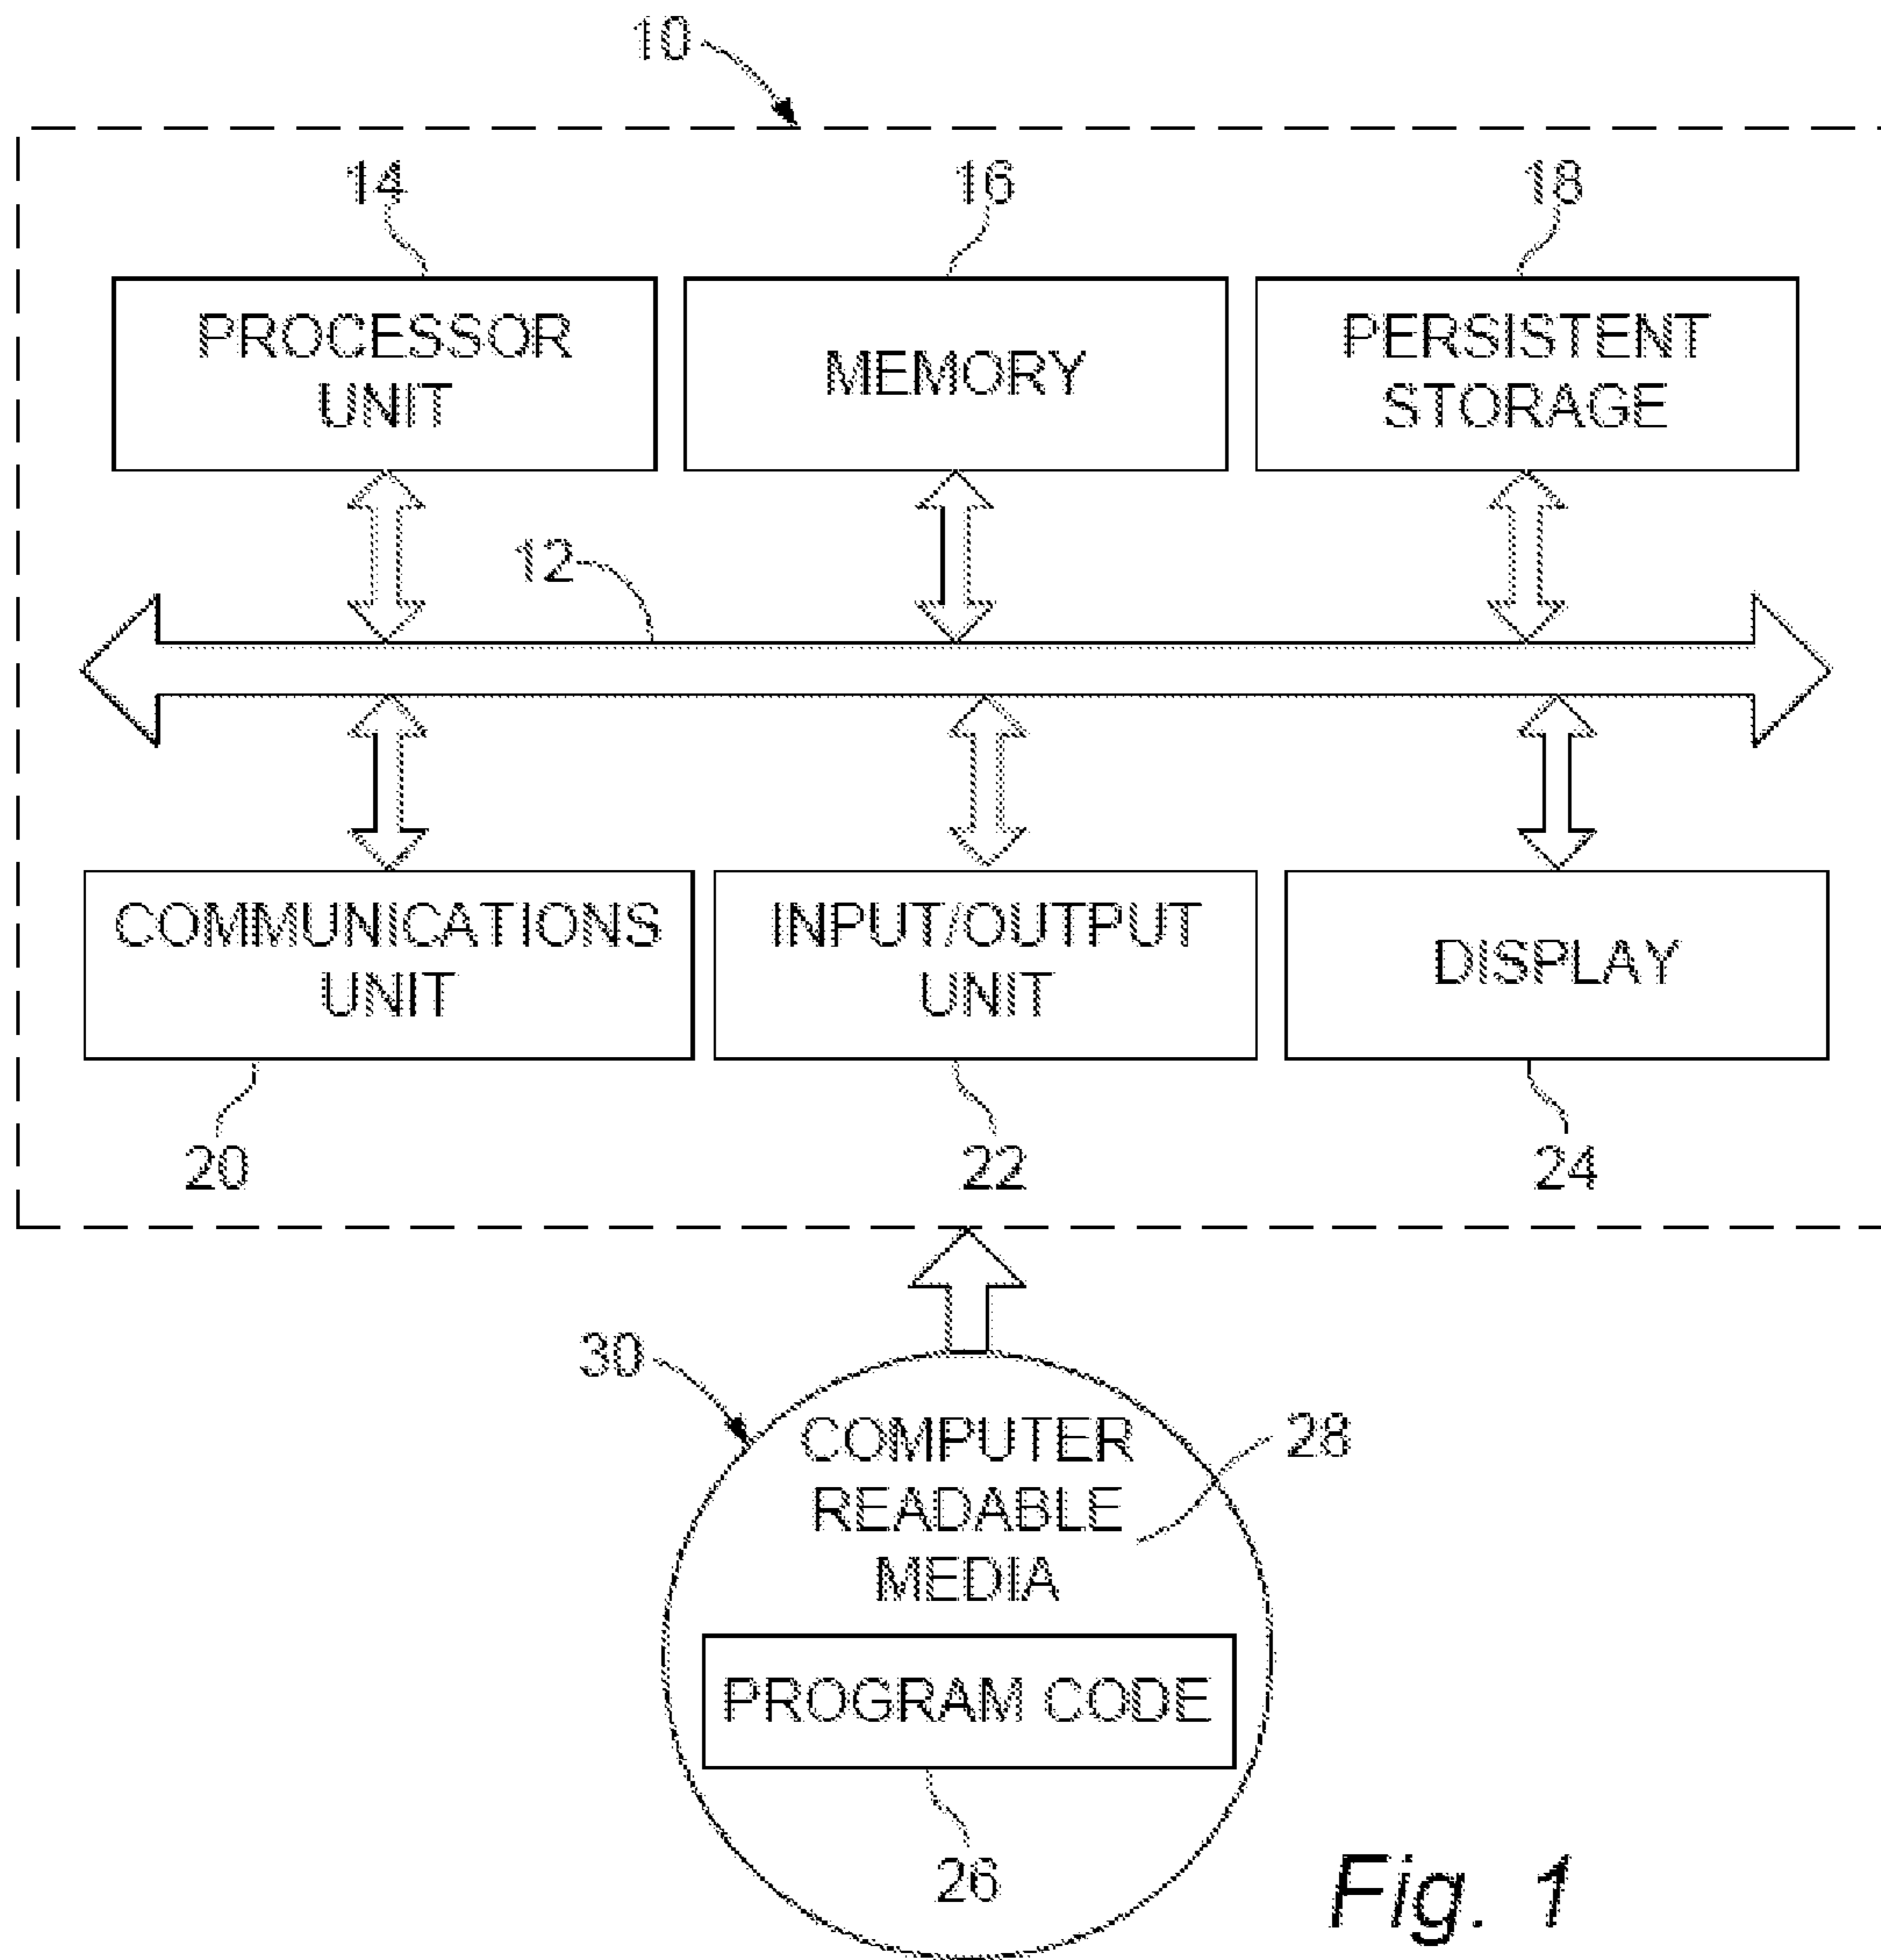 10
14
16
18
PROCESSOR
UNIT
MEMORY
PERSISTENT
STORAGE
12
COMMUNICATIONS
UNIT
INPUT/OUTPUT
UNIT
DISPLAY
20
22
24
30
COMPUTER
READABLE
MEDIA
28
PROGRAM CODE
26
Fig. 1